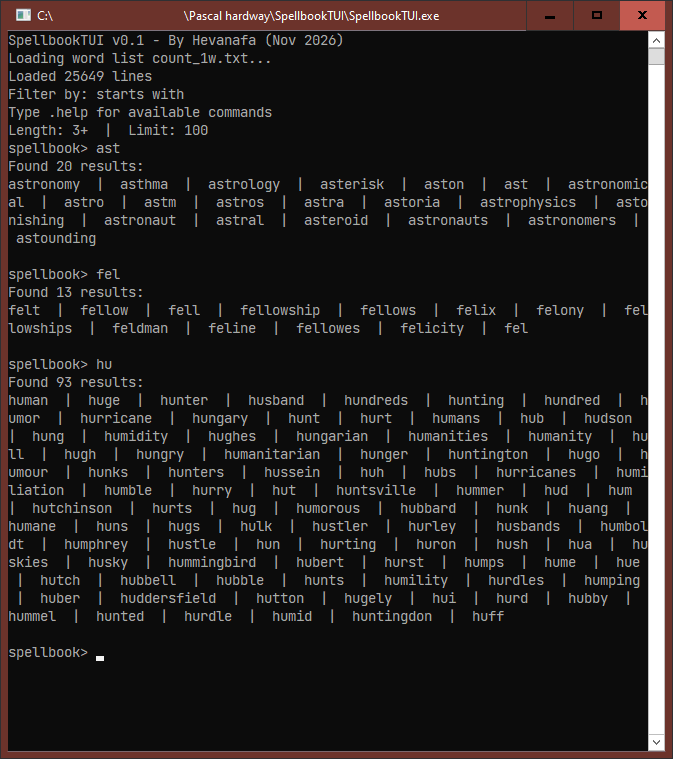 C:\ \Pascal hardway\SpellbookTUI\SpellbookTUI.exe
SpellbookTUI v0.1 - By Hevanafa (Nov 2026)
Loading word list count_1w.txt...
Loaded 25649 lines
Filter by: starts with
Type .help for available commands
Length: 3+  |  Limit: 100
spellbook> ast
Found 20 results:
astronomy  |  asthma  |  astrology  |  asterisk  |  aston  |  ast  |  astronomic
al  |  astro  |  astm  |  astros  |  astra  |  astoria  |  astrophysics  |  asto
nishing  |  astronaut  |  astral  |  asteroid  |  astronauts  |  astronomers  |
 astounding
spellbook> fel
Found 13 results:
felt  |  fellow  |  fell  |  fellowship  |  fellows  |  felix  |  felony  |  fel
lowships  |  feldman  |  feline  |  fellowes  |  felicity  |  fel
spellbook> hu
Found 93 results:
human  |  huge  |  hunter  |  husband  |  hundreds  |  hunting  |  hundred  |  h
umor  |  hurricane  |  hungary  |  hunt  |  hurt  |  humans  |  hub  |  hudson
 |  hung  |  humidity  |  hughes  |  hungarian  |  humanities  |  humanity  |  hu
ll  |  hugh  |  hungry  |  humanitarian  |  hunger  |  huntington  |  hugo  |  h
umour  |  hunks  |  hunters  |  hussein  |  huh  |  hubs  |  hurricanes  |  humi
liation  |  humble  |  hurry  |  hut  |  huntsville  |  hummer  |  hud  |  hum
|  hutchinson  |  hurts  |  hug  |  humorous  |  hubbard  |  hunk  |  huang  |
humane  |  huns  |  hugs  |  hulk  |  hustler  |  hurley  |  husbands  |  humbol
dt  |  humphrey  |  hustle  |  hun  |  hurting  |  huron  |  hush  |  hua  |  hu
skies  |  husky  |  hummingbird  |  hubert  |  hurst  |  humps  |  hume  |  hue
 |  hutch  |  hubbell  |  hubble  |  hunts  |  humility  |  hurdles  |  humping
 |  huber  |  huddersfield  |  hutton  |  hugely  |  hui  |  hurd  |  hubby  |
hummel  |  hunted  |  hurdle  |  humid  |  huntingdon  |  huff
spellbook>